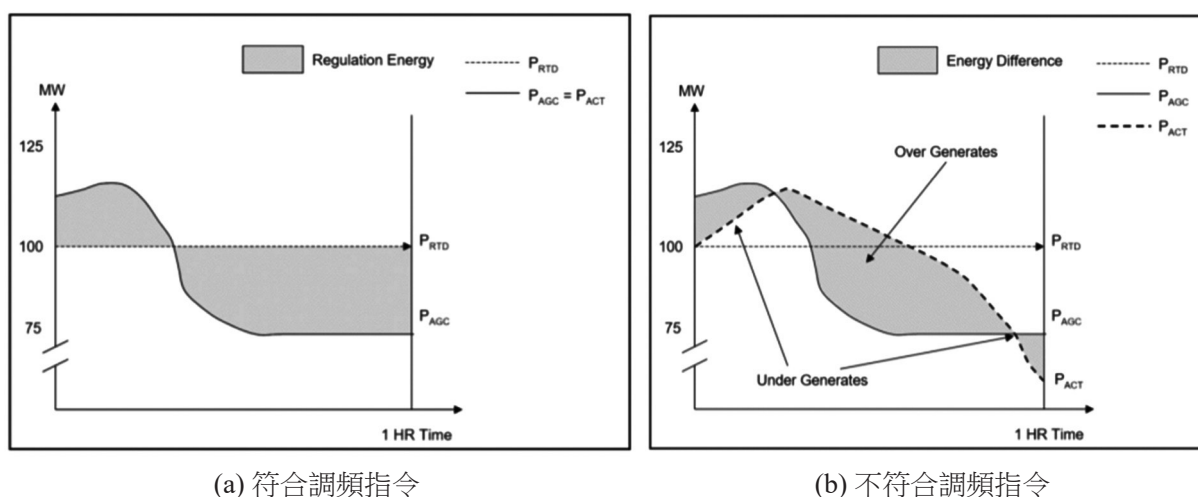 Regulation Energy
P_RTD
P_AGC = P_ACT
MW
125
100
75
P_RTD
P_AGC
1 HR Time
(a) 符合調頻指令
Energy Difference
P_RTD
P_AGC
P_ACT
MW
125
100
75
Over Generates
Under Generates
P_RTD
P_AGC
P_ACT
1 HR Time
(b) 不符合調頻指令